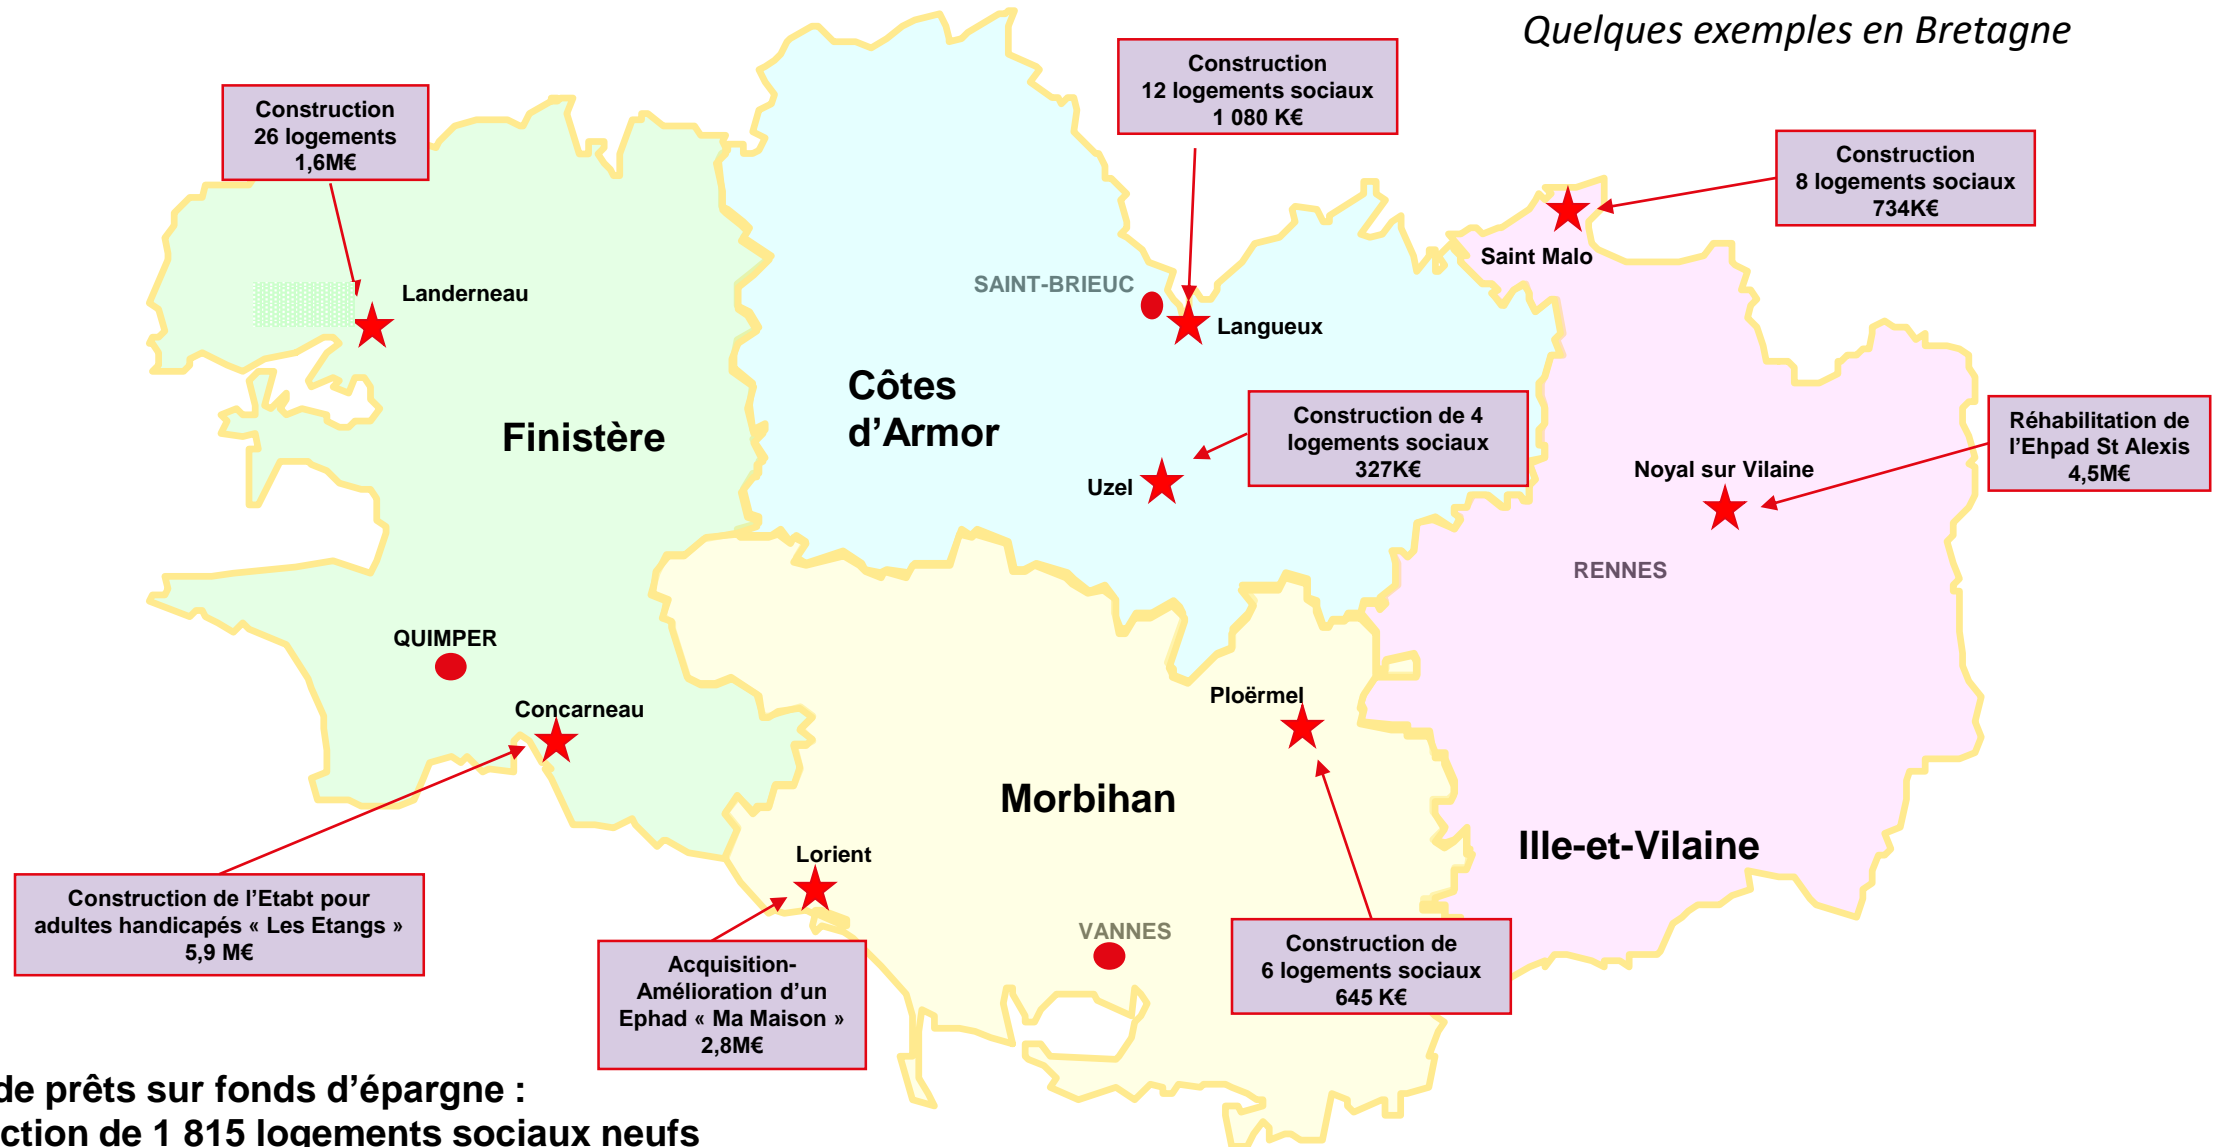 Quelques exemples en Bretagne
Construction
12 logements sociaux
1 080 K€
Construction
26 logements
1,6M€
Construction
8 logements sociaux
734K€
Saint Malo
SAINT-BRIEUC
Landerneau
Langueux
Côtes
d’Armor
Finistère
Construction de 4
logements sociaux
327K€
Uzel
Réhabilitation de
l’Ehpad St Alexis
4,5M€
Noyal sur Vilaine
RENNES
QUIMPER
Concarneau
Ploërmel
Morbihan
Ille-et-Vilaine
Lorient
Construction de l’Etabt pour
adultes handicapés « Les Etangs »
5,9 M€
VANNES
Acquisition-
Amélioration d’un
Ephad « Ma Maison »
2,8M€
Construction de
6 logements sociaux
645 K€
de prêts sur fonds d’épargne :
ction de 1 815 logements sociaux neufs